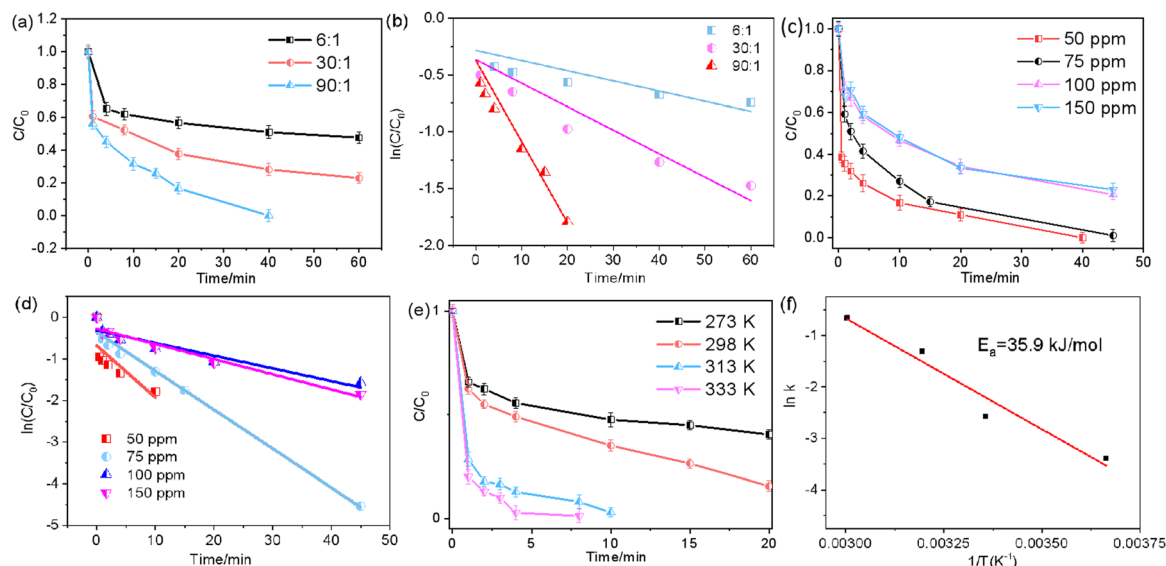 (a)
C/C0
1.2
1.0
0.8
0.6
0.4
0.2
0.0
-0.2
6:1
30:1
90:1
0 10 20 30 40 50 60
Time/min
(b)
ln(C/C0)
0.0
-0.5
-1.0
-1.5
-2.0
6:1
30:1
90:1
0 20 40 60
Time/min
(c)
C/C0
1.0
0.8
0.6
0.4
0.2
0.0
50 ppm
75 ppm
100 ppm
150 ppm
0 10 20 30 40 50
Time/min
(d)
ln(C/C0)
0
-1
-2
-3
-4
-5
50 ppm
75 ppm
100 ppm
150 ppm
0 10 20 30 40 50
Time/min
(e)
C/C0
1
0
273 K
298 K
313 K
333 K
0 5 10 15 20
Time/min
(f)
ln k
-1
-2
-3
-4
Ea=35.9 kJ/mol
0.00300 0.00325 0.00350 0.00375
1/T(K-1)